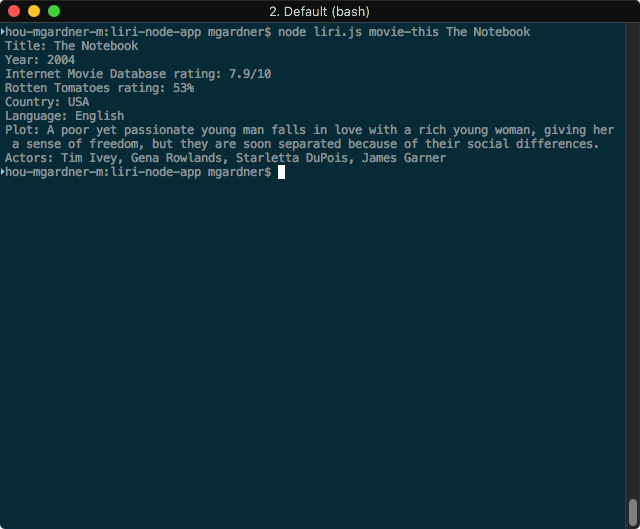 2. Default (bash)
hou-mgardner-m:liri-node-app mgardner$ node liri.js movie-this The Notebook
Title: The Notebook
Year: 2004
Internet Movie Database rating: 7.9/10
Rotten Tomatoes rating: 53%
Country: USA
Language: English
Plot: A poor yet passionate young man falls in love with a rich young woman, giving her
a sense of freedom, but they are soon separated because of their social differences.
Actors: Tim Ivey, Gena Rowlands, Starletta DuPois, James Garner
hou-mgardner-m:liri-node-app mgardner$